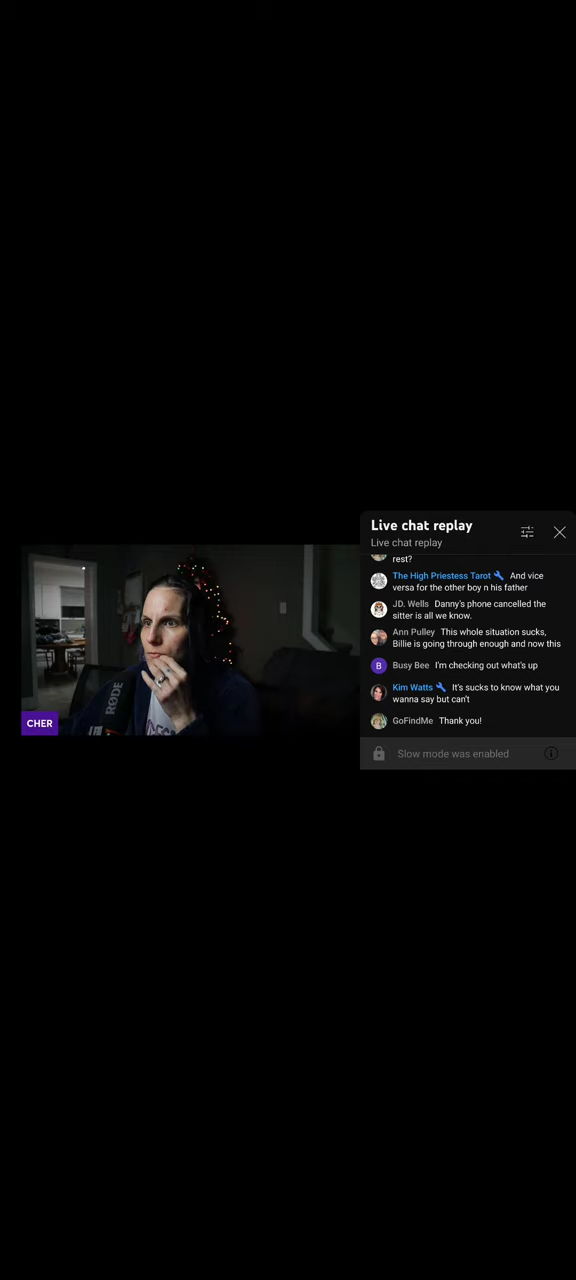 Live chat replay
Live chat replay
rest?
The High Priestess Tarot And vice
versa for the other boy n his father
JD. Wells Danny's phone cancelled the
sitter is all we know.
Ann Pulley This whole situation sucks,
Billie is going through enough and now this
B Busy Bee I'm checking out what's up
Kim Watts It's sucks to know what you
wanna say but can't
GoFindMe Thank you!
Slow mode was enabled
RØDE
CHER